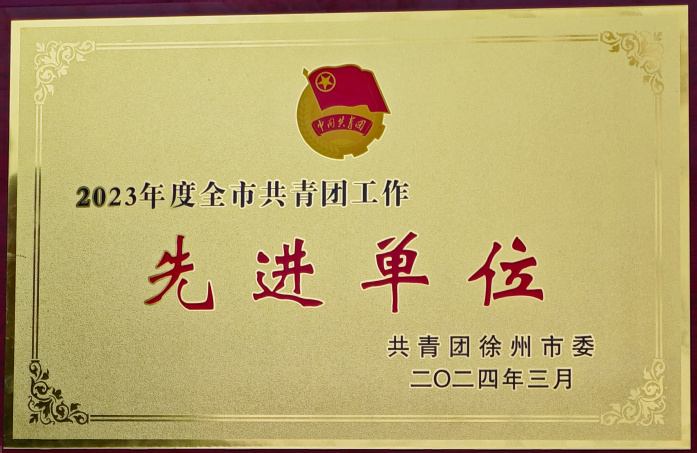 中国共青团
2023年度全市共青团工作
先进单位
共青团徐州市委
二〇二四年三月